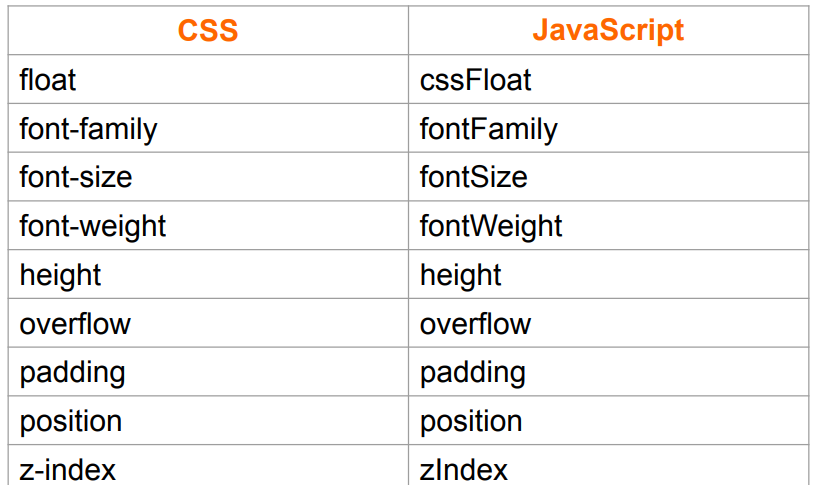 CSS JavaScript
float cssFloat
font-family fontFamily
font-size fontSize
font-weight fontWeight
height height
overflow overflow
padding padding
position position
z-index zIndex